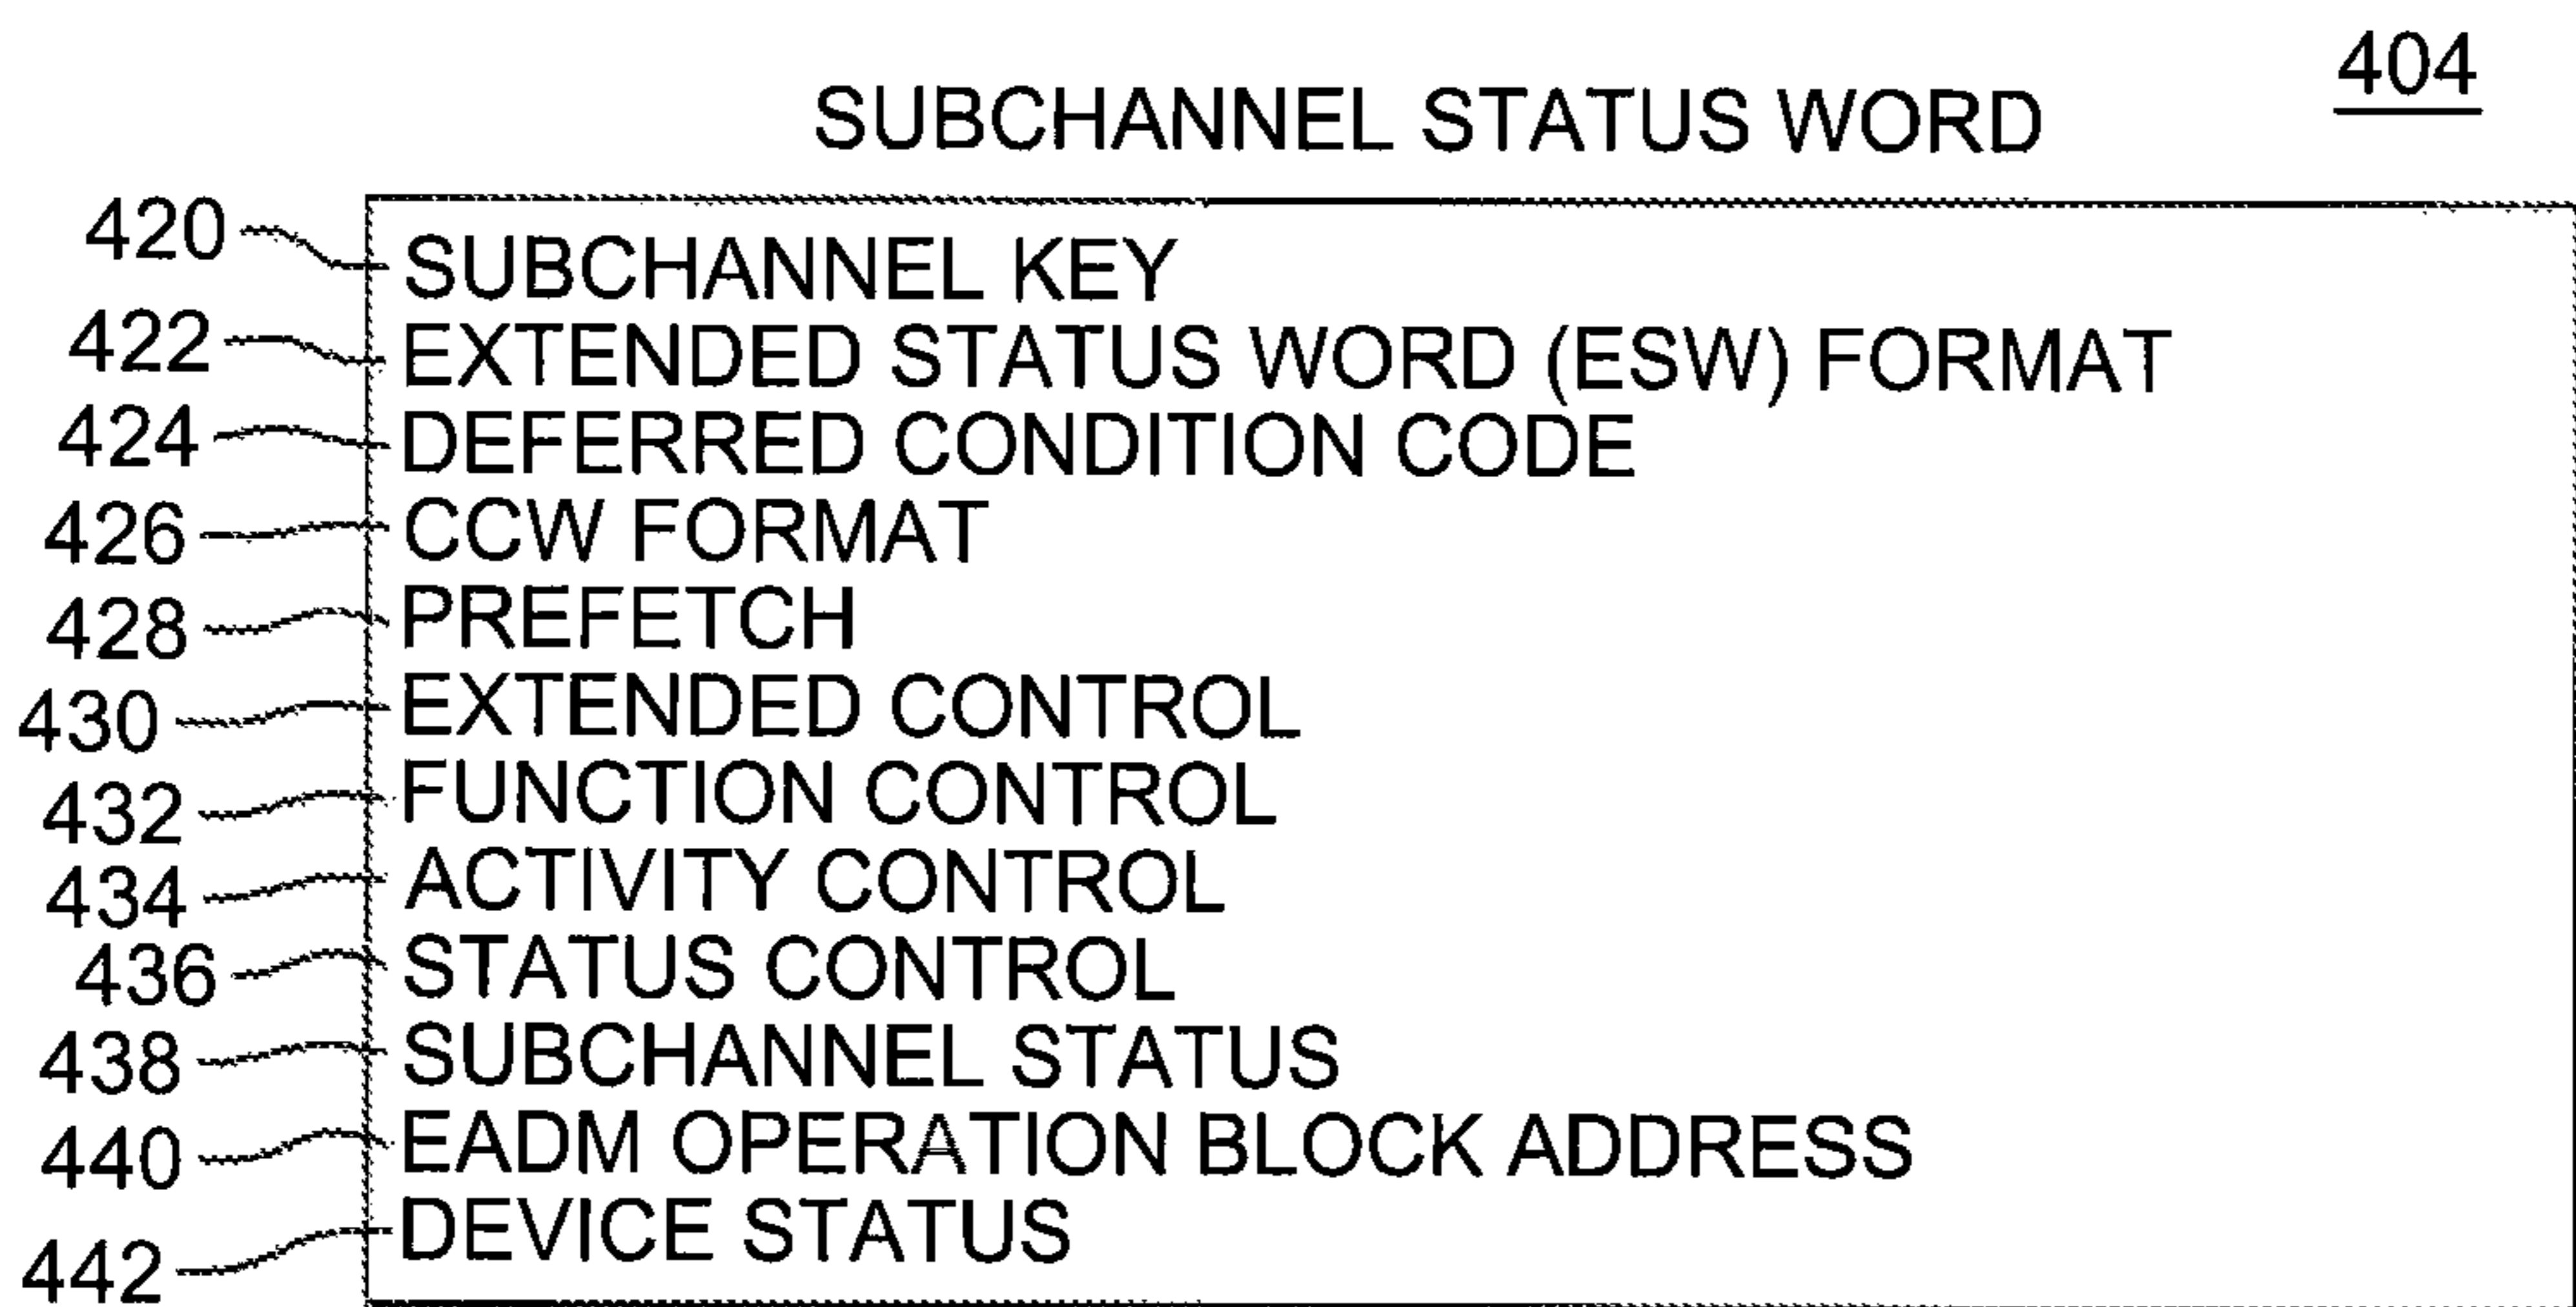 404
SUBCHANNEL STATUS WORD
420 SUBCHANNEL KEY
422 EXTENDED STATUS WORD (ESW) FORMAT
424 DEFERRED CONDITION CODE
426 CCW FORMAT
428 PREFETCH
430 EXTENDED CONTROL
432 FUNCTION CONTROL
434 ACTIVITY CONTROL
436 STATUS CONTROL
438 SUBCHANNEL STATUS
440 EADM OPERATION BLOCK ADDRESS
442 DEVICE STATUS